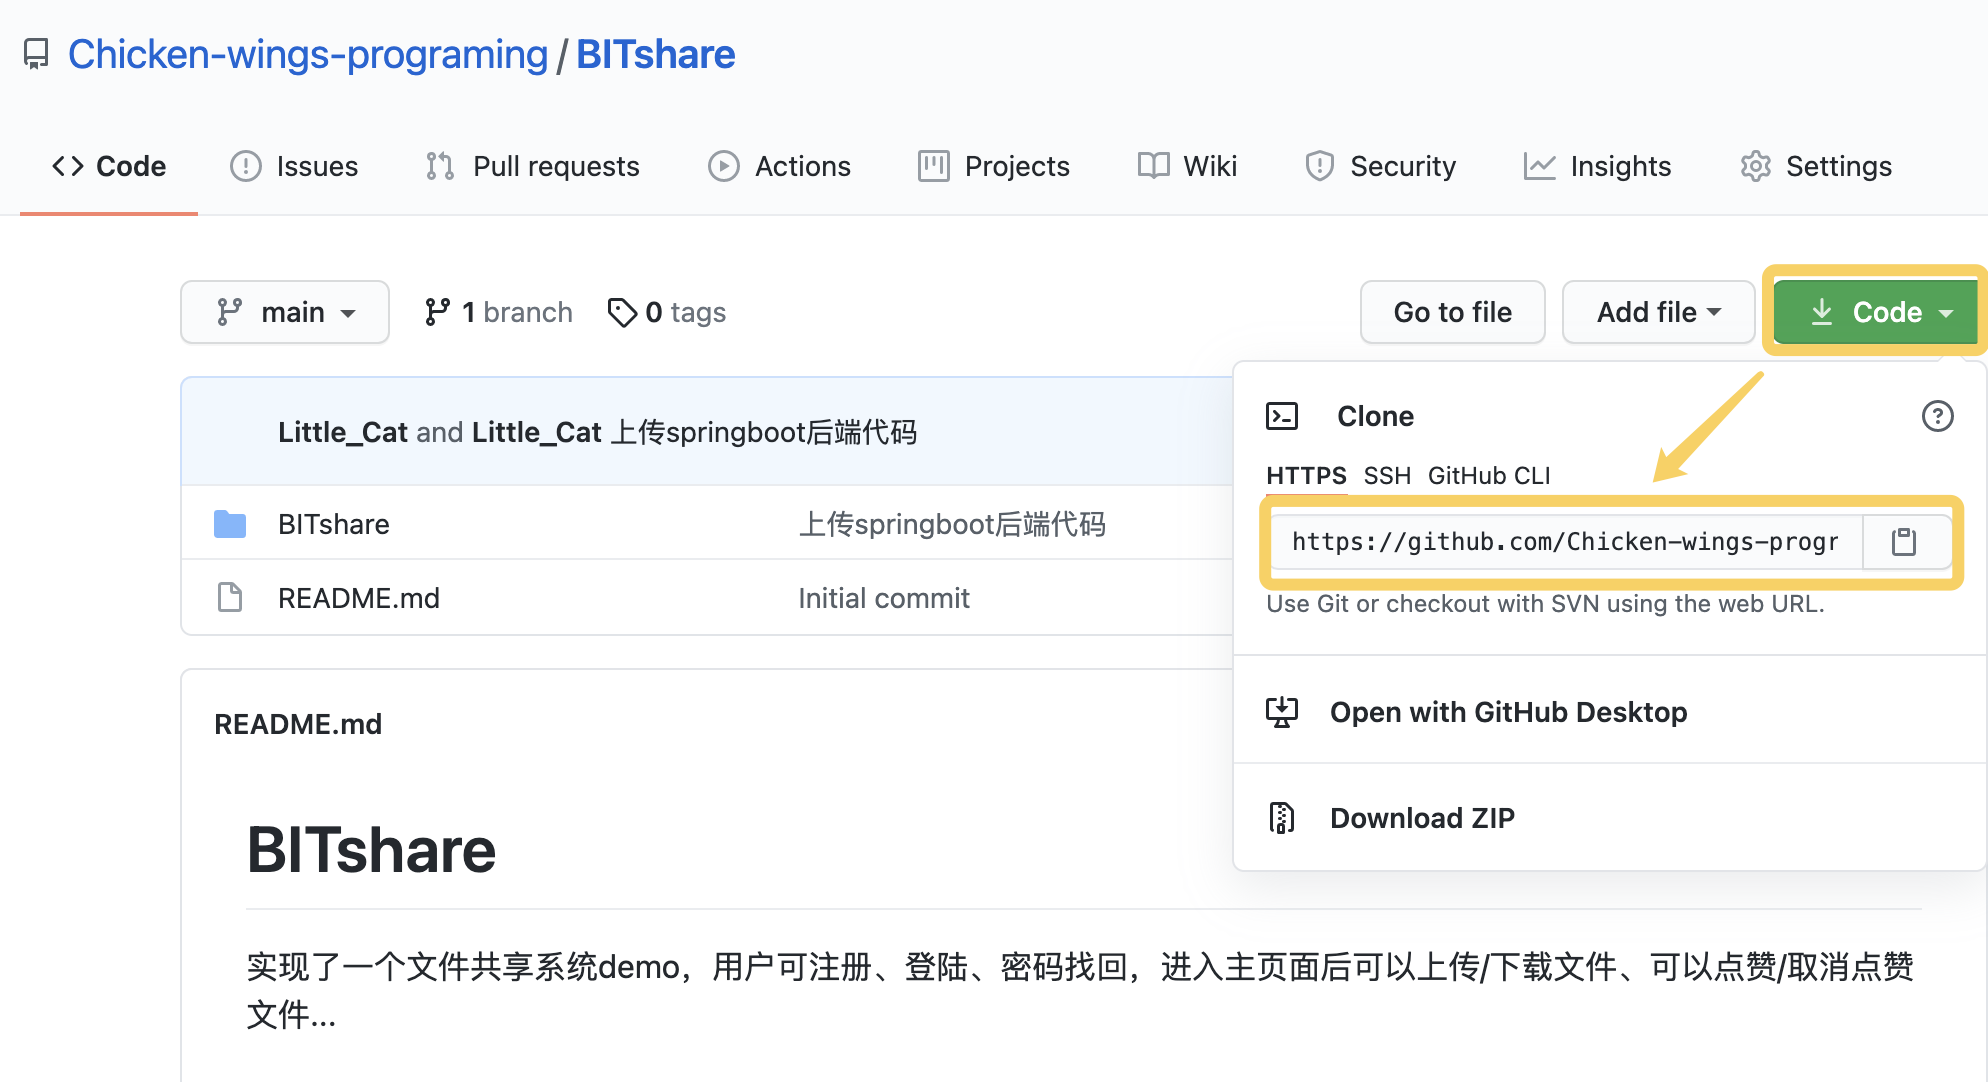 Chicken-wings-programing / BITshare
Code Issues Pull requests Actions Projects Wiki Security Insights Settings
main 1 branch 0 tags Go to file Add file Code
Little_Cat and Little_Cat 上传springboot后端代码
BITshare 上传springboot后端代码
README.md Initial commit
Clone
HTTPS SSH GitHub CLI
https://github.com/Chicken-wings-progr
Use Git or checkout with SVN using the web URL.
Open with GitHub Desktop
Download ZIP
README.md
BITshare
实现了一个文件共享系统demo，用户可注册、登陆、密码找回，进入主页面后可以上传/下载文件、可以点赞/取消点赞
文件...